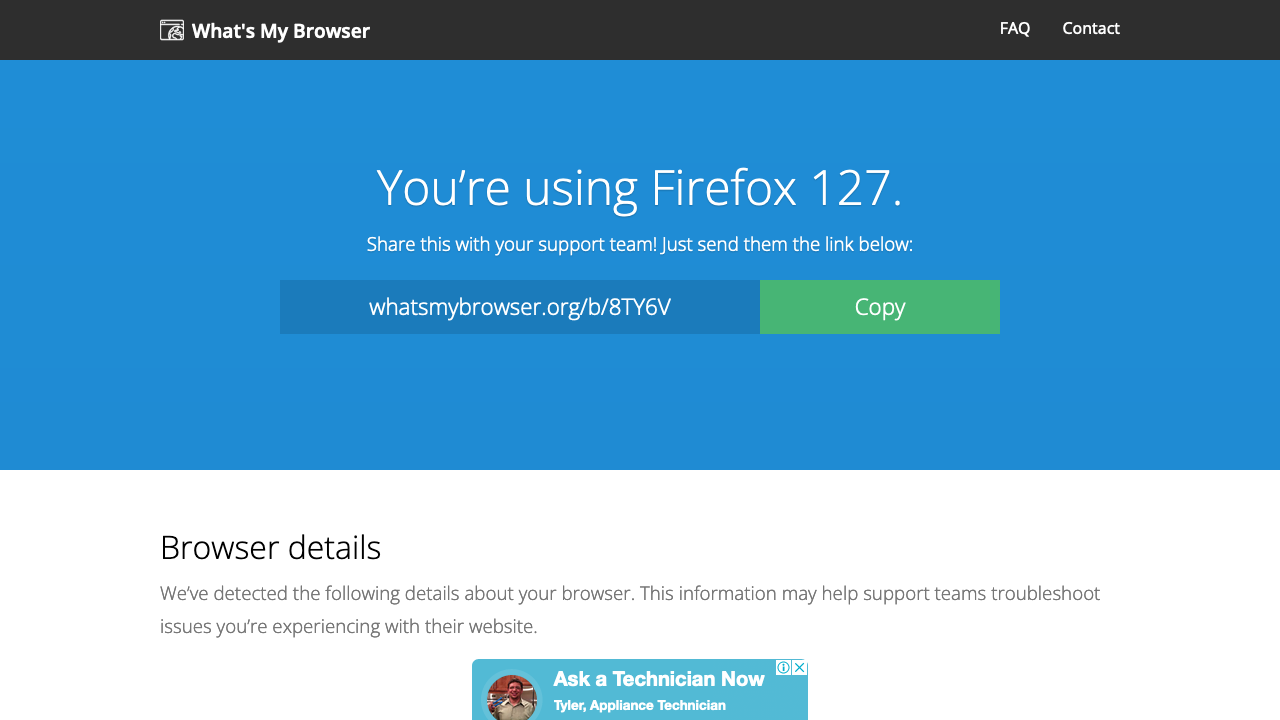 What's My Browser
FAQ
Contact
You’re using Firefox 127.
Share this with your support team! Just send them the link below:
whatsmybrowser.org/b/8TY6V
Copy
Browser details
We’ve detected the following details about your browser. This information may help support teams troubleshoot
issues you’re experiencing with their website.
Ask a Technician Now
Tyler, Appliance Technician